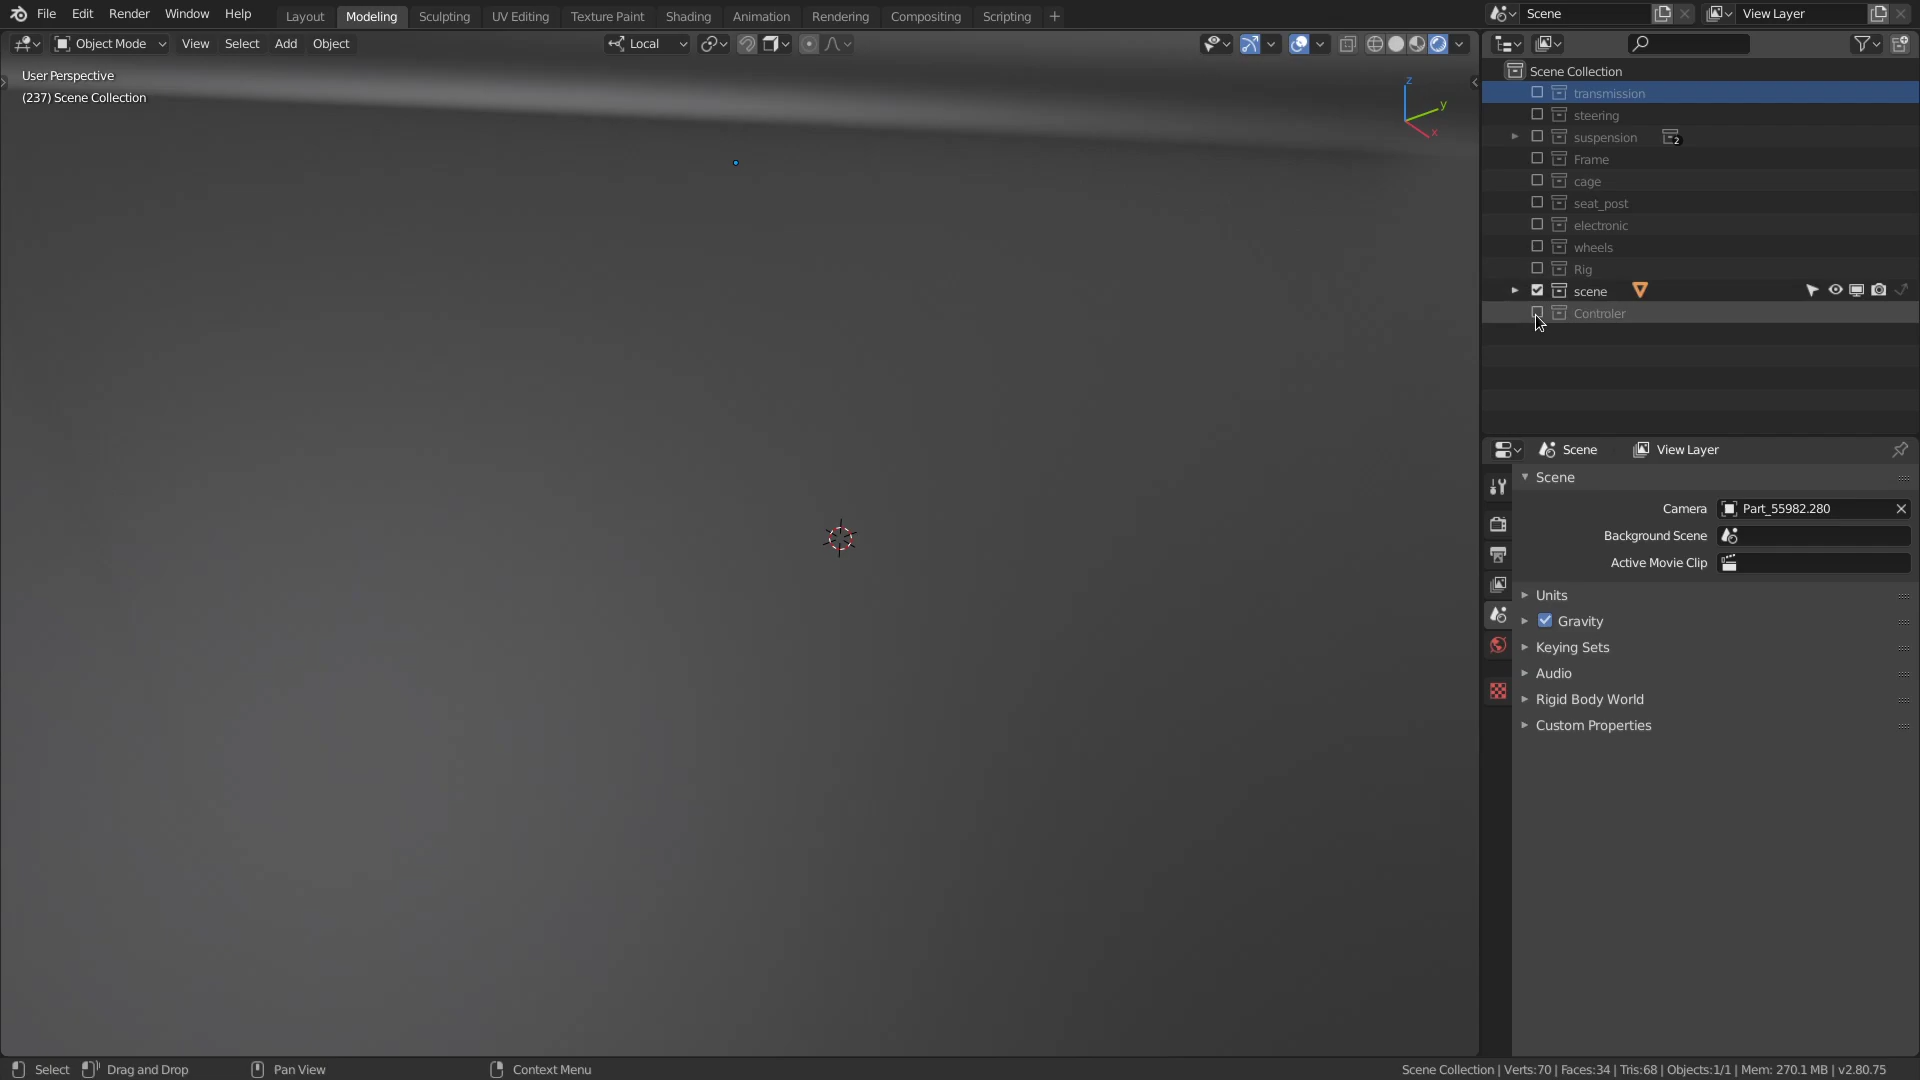 File Edit Render Window Help Layout Modeling Sculpting UV Editing Texture Paint Shading Animation Rendering Compositing Scripting + Scene View Layer
Object Mode View Select Add Object Local
User Perspective
(237) Scene Collection
z
y
x
Scene Collection
transmission
steering
suspension 2
Frame
cage
seat_post
electronic
wheels
Rig
scene
Controler
Scene View Layer
Scene
Camera Part_55982.280
Background Scene
Active Movie Clip
Units
Gravity
Keying Sets
Audio
Rigid Body World
Custom Properties
Select Drag and Drop Pan View Context Menu Scene Collection | Verts:70 | Faces:34 | Tris:68 | Objects:1/1 | Mem: 270.1 MB | v2.80.75